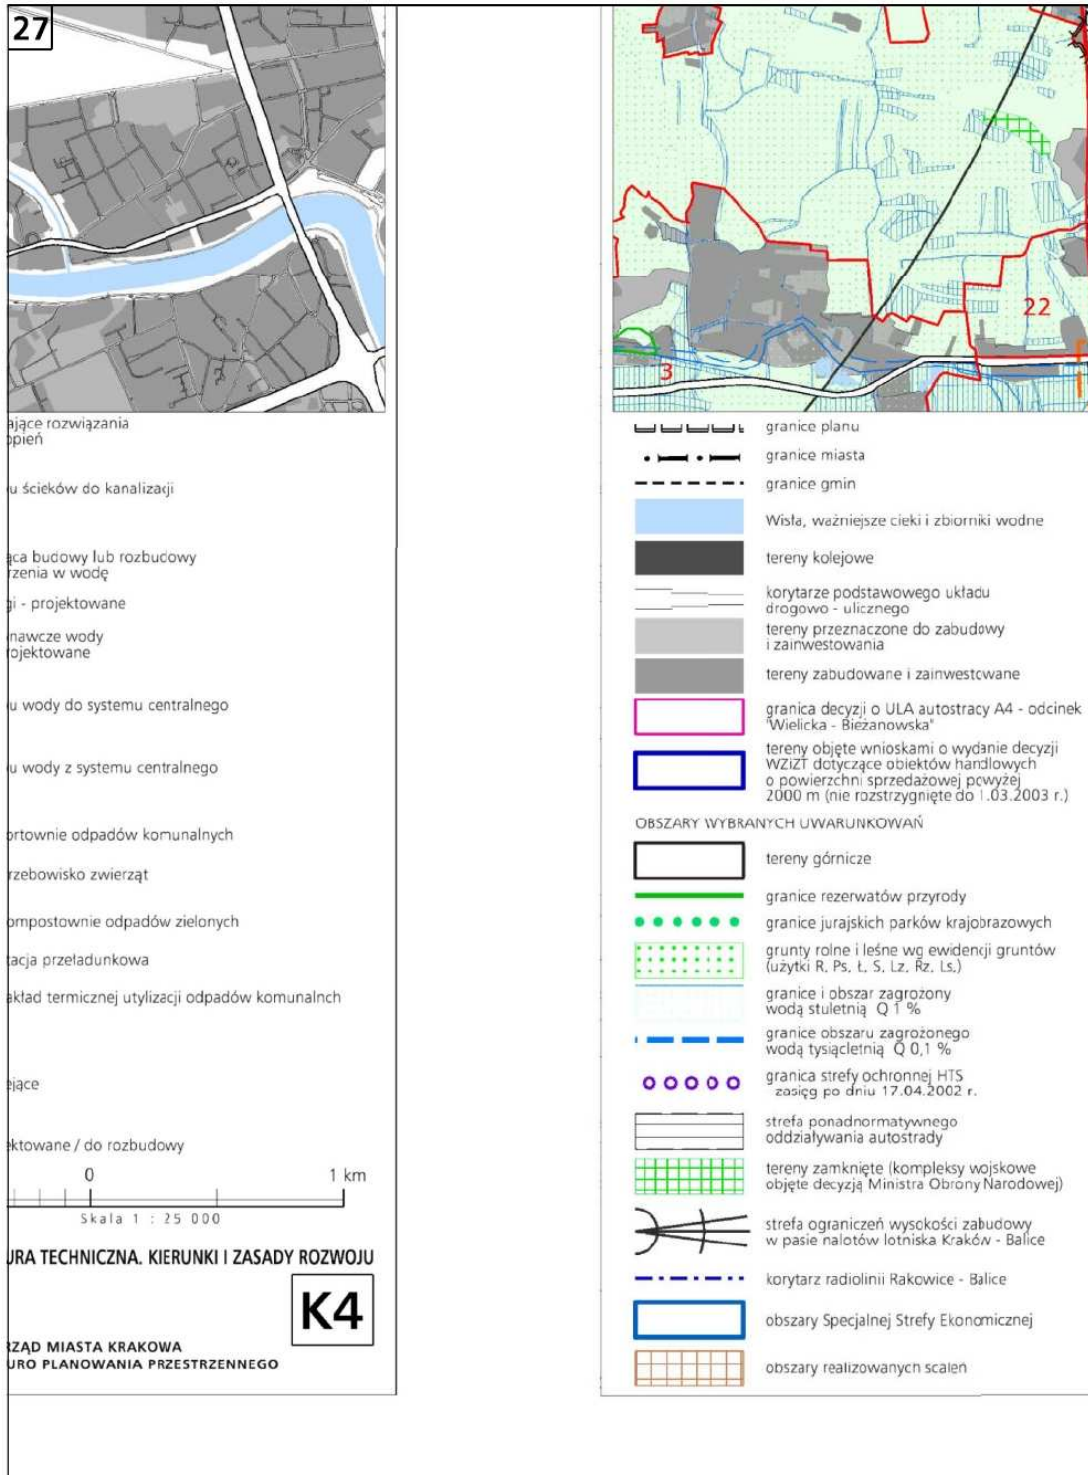 27
ające rozwiązania
opień
u ścieków do kanalizacji
ąca budowy lub rozbudowy
rzenia w wodę
gi - projektowane
nawcze wody
rojektowane
u wody do systemu centralnego
u wody z systemu centralnego
ortownie odpadów komunalnych
rzebowisko zwierząt
ompostownie odpadów zielonych
tacja przeładunkowa
akład termicznej utylizacji odpadów komunalnch
ejące
ektowane / do rozbudowy
0 1 km
Skala 1 : 25 000
URA TECHNICZNA. KIERUNKI I ZASADY ROZWOJU
K4
RZĄD MIASTA KRAKOWA
URO PLANOWANIA PRZESTRZENNEGO
22
3
granice planu
granice miasta
granice gmin
Wisła, ważniejsze cieki i zbiorniki wodne
tereny kolejowe
korytarze podstawowego układu
drogowo - ulicznego
tereny przeznaczone do zabudowy
i zainwestowania
tereny zabudowane i zainwestowane
granica decyzji o ULA autostracy A4 - odcinek
"Wielicka - Bieżanowska"
tereny objęte wnioskami o wydanie decyzji
WZiZT dotyczące obiektów handlowych
o powierzchni sprzedażowej powyżej
2000 m (nie rozstrzygnięte do 1.03.2003 r.)
OBSZARY WYBRANYCH UWARUNKOWAŃ
tereny górnicze
granice rezerwatów przyrody
granice jurajskich parków krajobrazowych
grunty rolne i leśne wg ewidencji gruntów
(użytki R, Ps, Ł, S, Lz, Rz, Ls,)
granice i obszar zagrożony
wodą stuletnią Q 1 %
granice obszaru zagrożonego
wodą tysiącletnią Q 0,1 %
granica strefy ochronnej HTS
zasięg po dniu 17.04.2002 r.
strefa ponadnormatywnego
oddziaływania autostrady
tereny zamknięte (kompleksy wojskowe
objęte decyzją Ministra Obrony Narodowej)
strefa ograniczeń wysokości zabudowy
w pasie nalotów lotniska Kraków - Balice
korytarz radiolinii Rakowice - Balice
obszary Specjalnej Strefy Ekonomicznej
obszary realizowanych scaleń